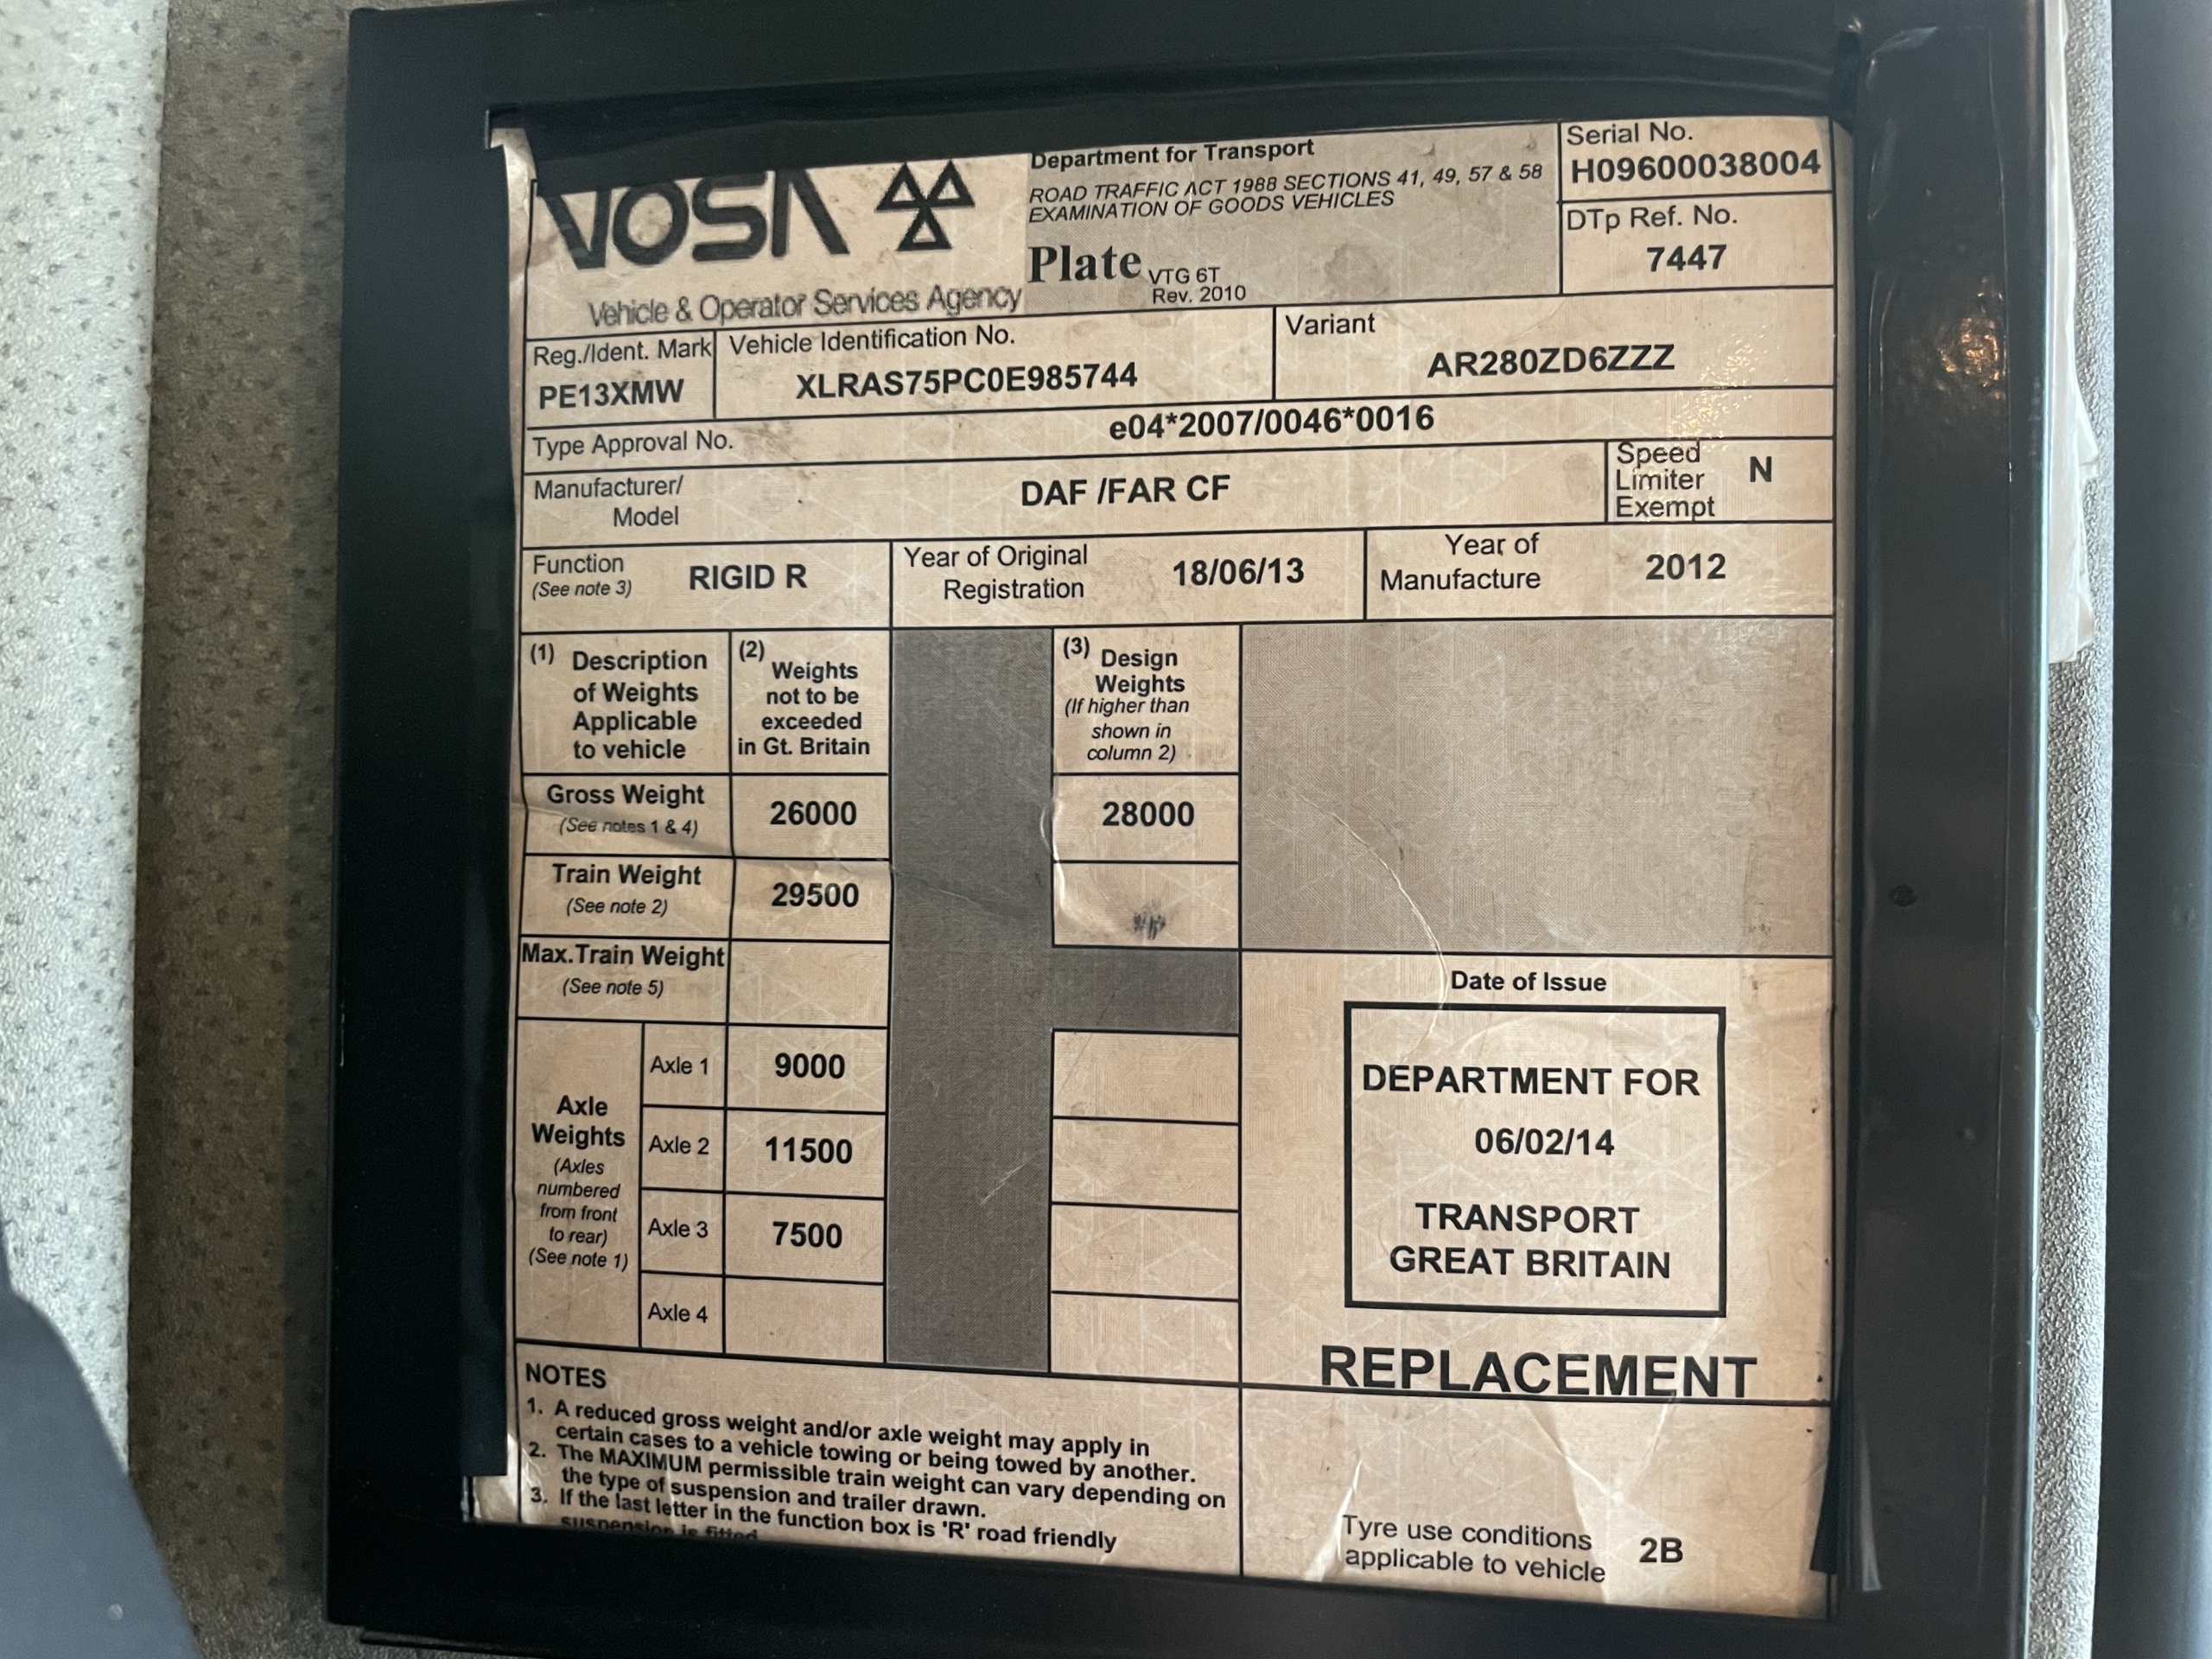 VOSA
Vehicle & Operator Services Agency
Department for Transport
ROAD TRAFFIC ACT 1988 SECTIONS 41, 49, 57 & 58
EXAMINATION OF GOODS VEHICLES
Plate VTG 6T
Rev. 2010
Serial No.
H09600038004
DTp Ref. No.
7447
Reg./Ident. Mark
PE13XMW
Vehicle Identification No.
XLRAS75PC0E985744
Variant
AR280ZD6ZZZ
Type Approval No.
e04*2007/0046*0016
Manufacturer/
Model
DAF /FAR CF
Speed
Limiter
Exempt
N
Function
(See note 3)
RIGID R
Year of Original
Registration
18/06/13
Year of
Manufacture
2012
(1) Description
of Weights
Applicable
to vehicle
(2) Weights
not to be
exceeded
in Gt. Britain
(3) Design
Weights
(If higher than
shown in
column 2)
Gross Weight
(See notes 1 & 4)
26000
28000
Train Weight
(See note 2)
29500
Max.Train Weight
(See note 5)
Axle
Weights
(Axles
numbered
from front
to rear)
(See note 1)
Axle 1 9000
Axle 2 11500
Axle 3 7500
Axle 4
Date of Issue
DEPARTMENT FOR
06/02/14
TRANSPORT
GREAT BRITAIN
REPLACEMENT
NOTES
1. A reduced gross weight and/or axle weight may apply in
certain cases to a vehicle towing or being towed by another.
2. The MAXIMUM permissible train weight can vary depending on
the type of suspension and trailer drawn.
3. If the last letter in the function box is 'R' road friendly
suspension is fitted
Tyre use conditions
applicable to vehicle
2B